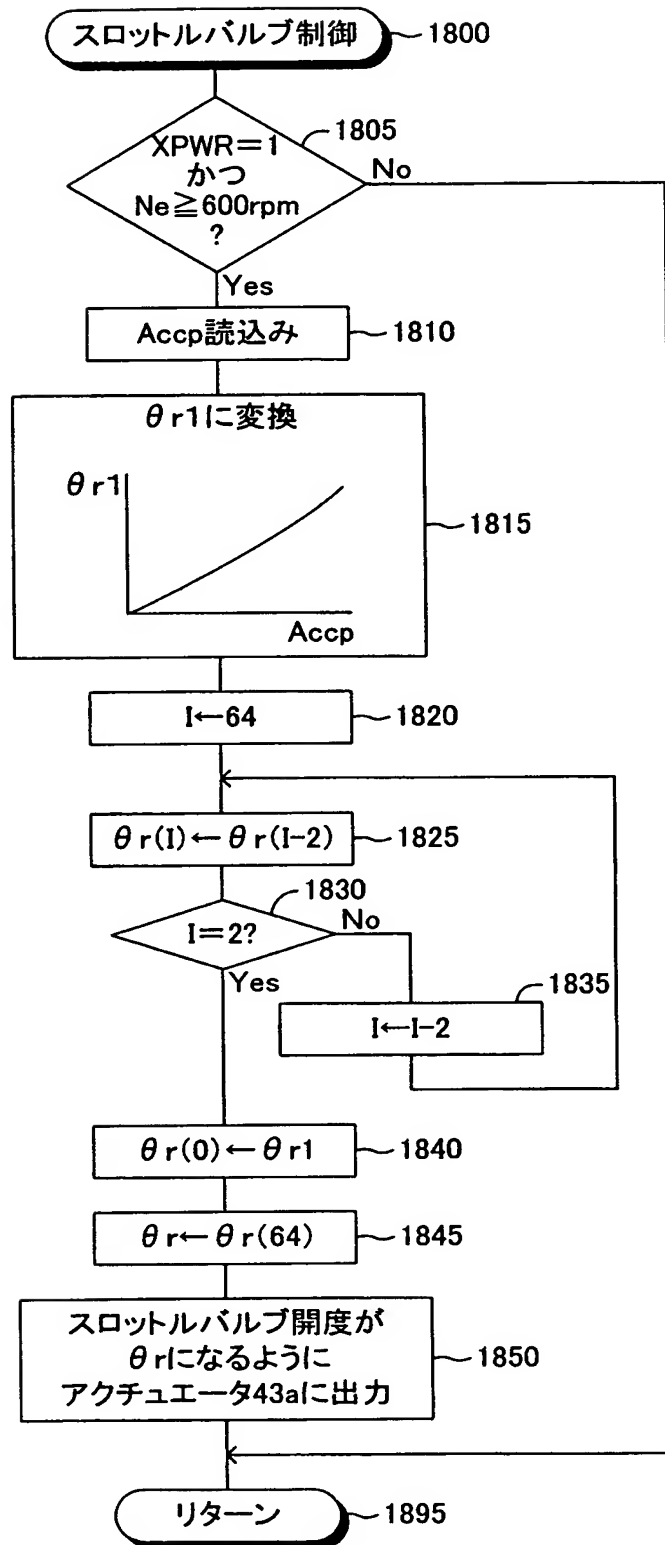 スロットルバルブ制御
1800
1805
XPWR=1
かつ
Ne≧600rpm
?
No
Yes
Accp読込み
1810
θr1に変換
θr1
Accp
1815
I←64
1820
θr(I)←θr(I-2)
1825
1830
I=2?
No
Yes
1835
I←I-2
θr(0)←θr1
1840
θr←θr(64)
1845
スロットルバルブ開度が
θrになるように
アクチュエータ43aに出力
1850
リターン
1895